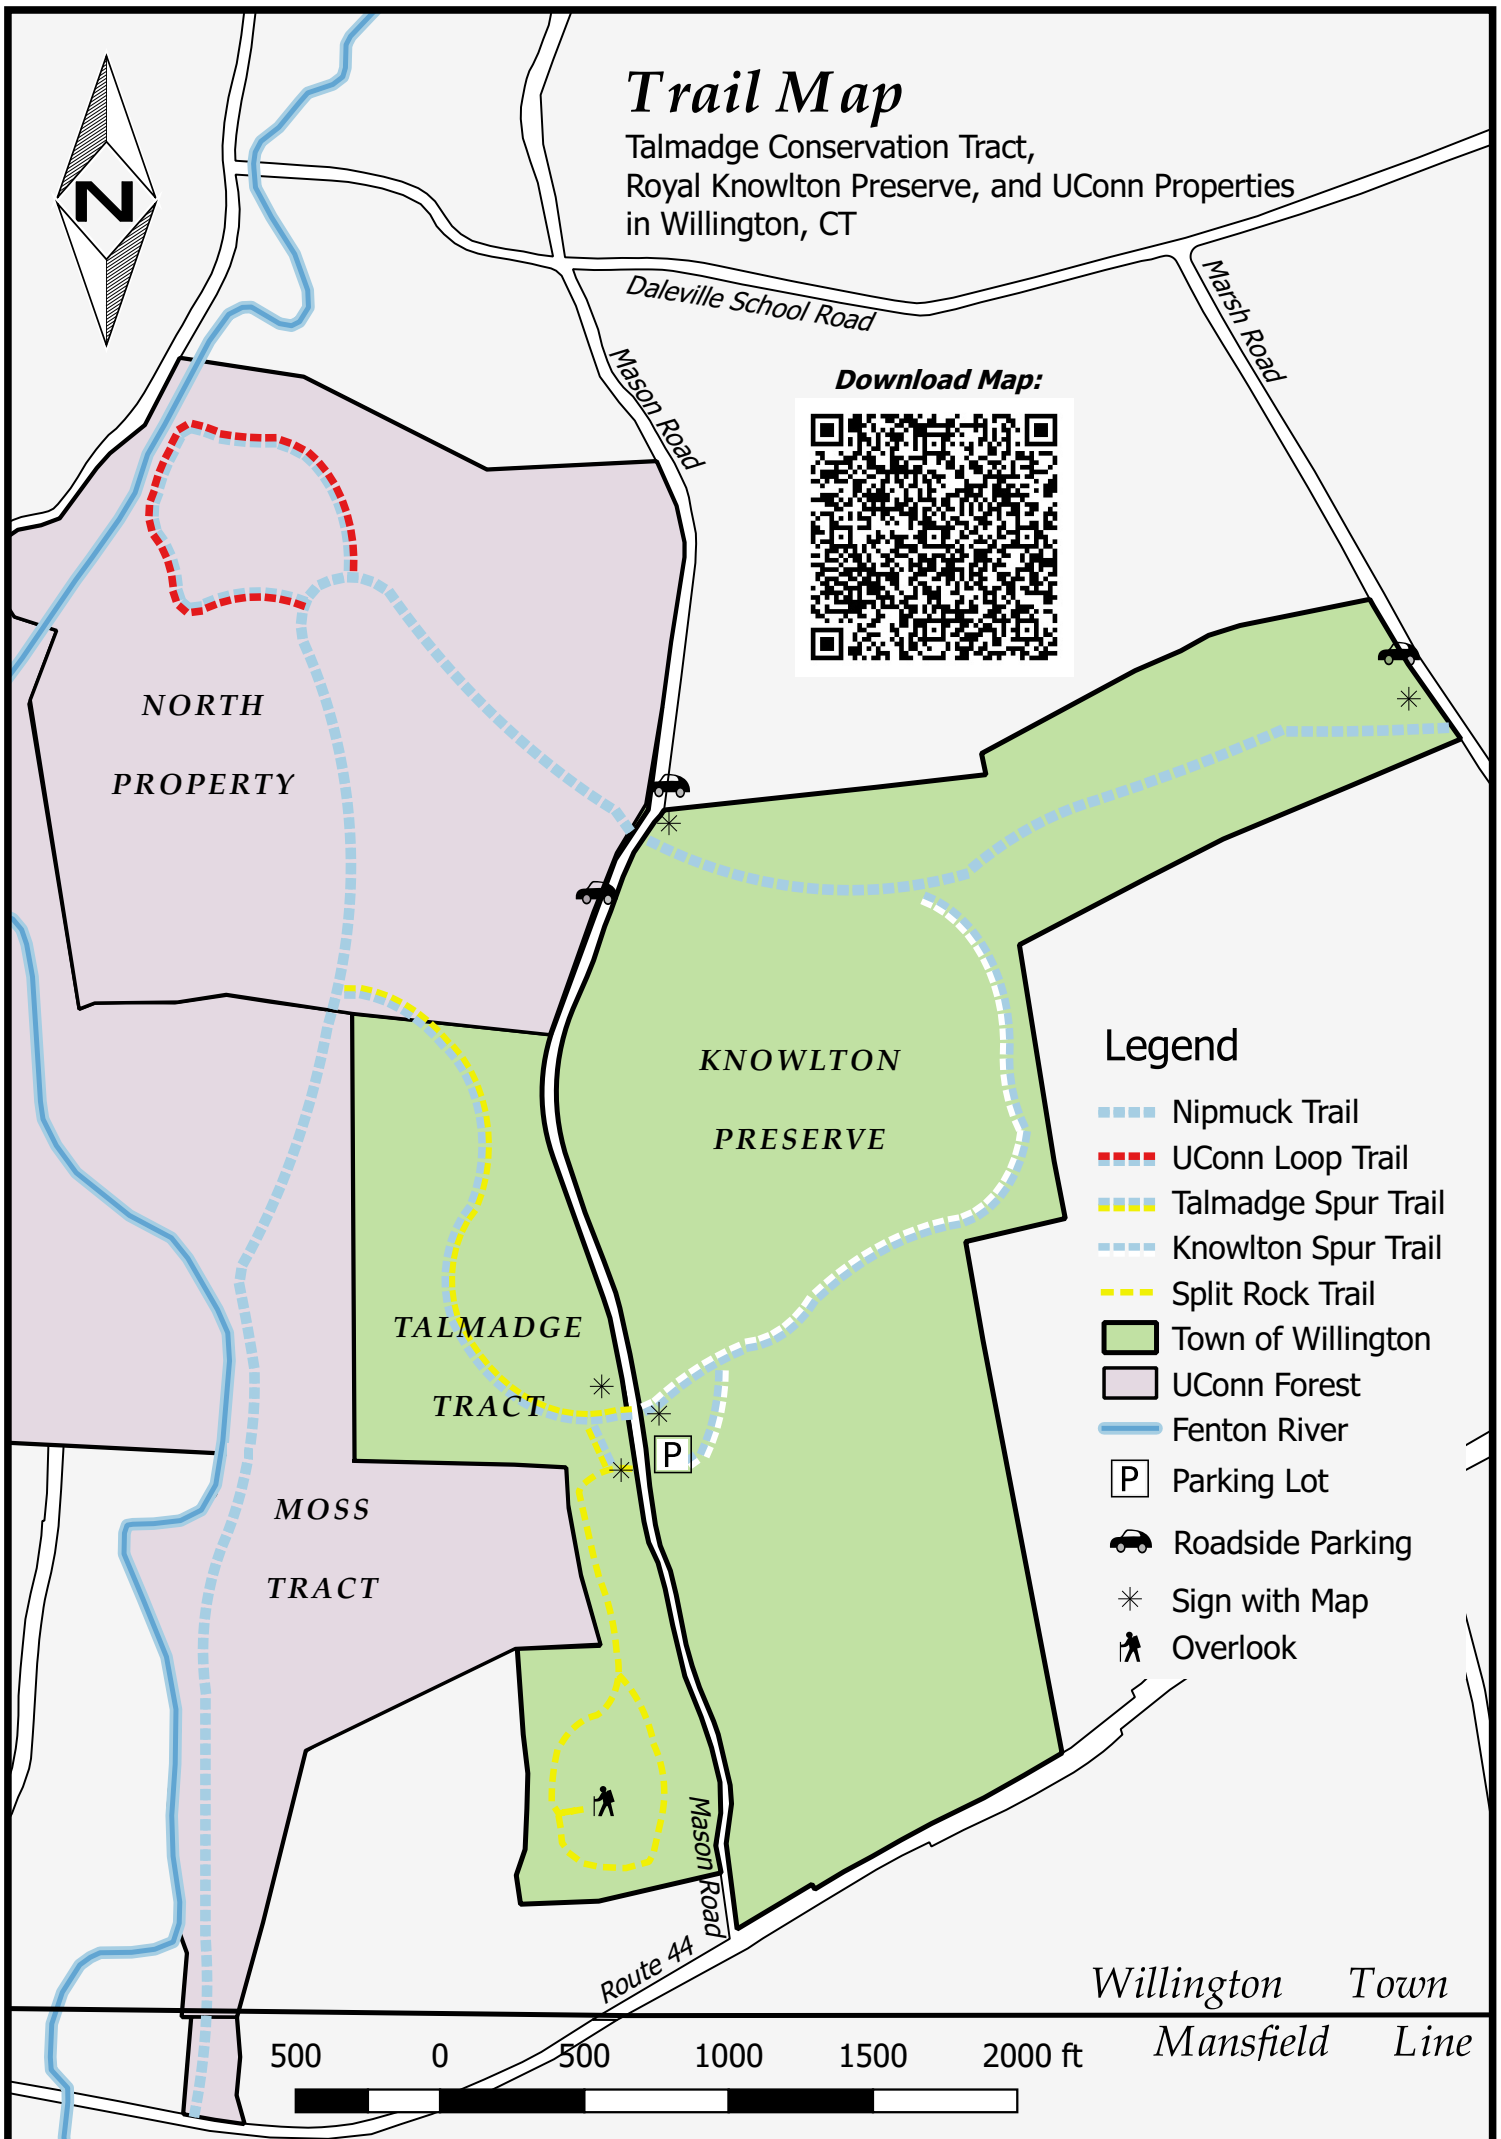 Trail Map
Talmadge Conservation Tract,
Royal Knowlton Preserve, and UConn Properties
in Willington, CT
N
Daleville School Road
Marsh Road
Mason Road
Download Map:
NORTH
PROPERTY
KNOWLTON
PRESERVE
TALMADGE
TRACT
P
MOSS
TRACT
Legend
Nipmuck Trail
UConn Loop Trail
Talmadge Spur Trail
Knowlton Spur Trail
Split Rock Trail
Town of Willington
UConn Forest
Fenton River
P Parking Lot
Roadside Parking
Sign with Map
Overlook
Mason Road
Route 44
Willington Town
Mansfield Line
500 0 500 1000 1500 2000 ft